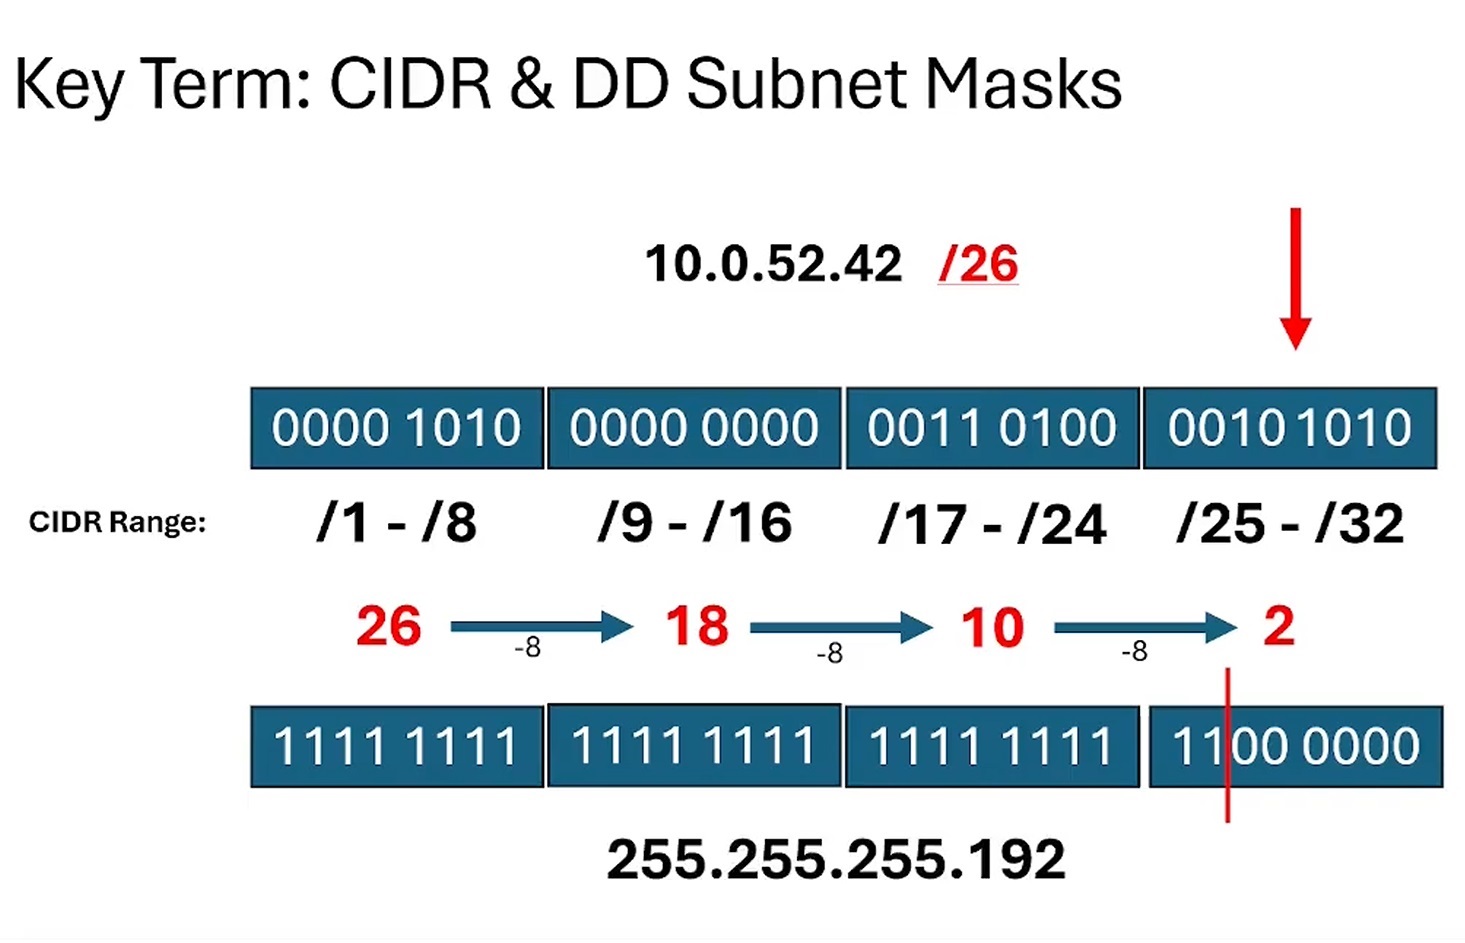 Key Term: CIDR & DD Subnet Masks
10.0.52.42 /26
0000 1010 0000 0000 0011 0100 0010 1010
CIDR Range: /1 - /8 /9 - /16 /17 - /24 /25 - /32
26 -8 18 -8 10 -8 2
1111 1111 1111 1111 1111 1111 1100 0000
255.255.255.192